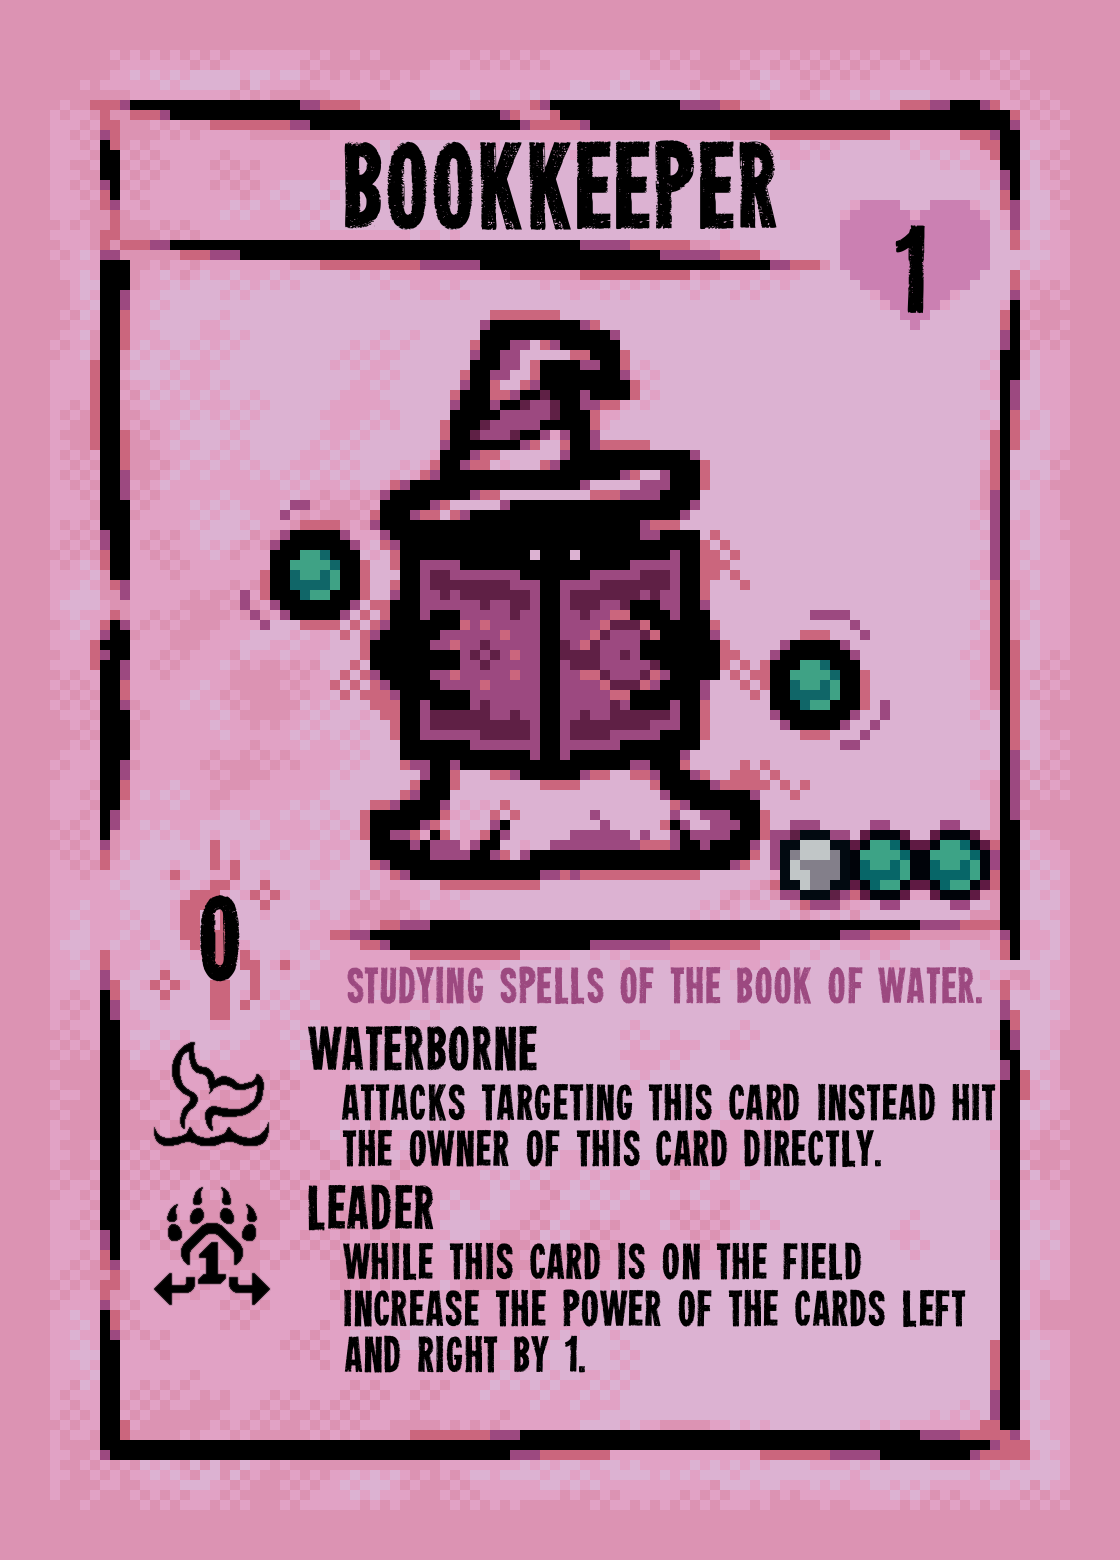 BOOKKEEPER
1
0
STUDYING SPELLS OF THE BOOK OF WATER.
WATERBORNE
ATTACKS TARGETING THIS CARD INSTEAD HIT
THE OWNER OF THIS CARD DIRECTLY.
LEADER
1
WHILE THIS CARD IS ON THE FIELD
INCREASE THE POWER OF THE CARDS LEFT
AND RIGHT BY 1.